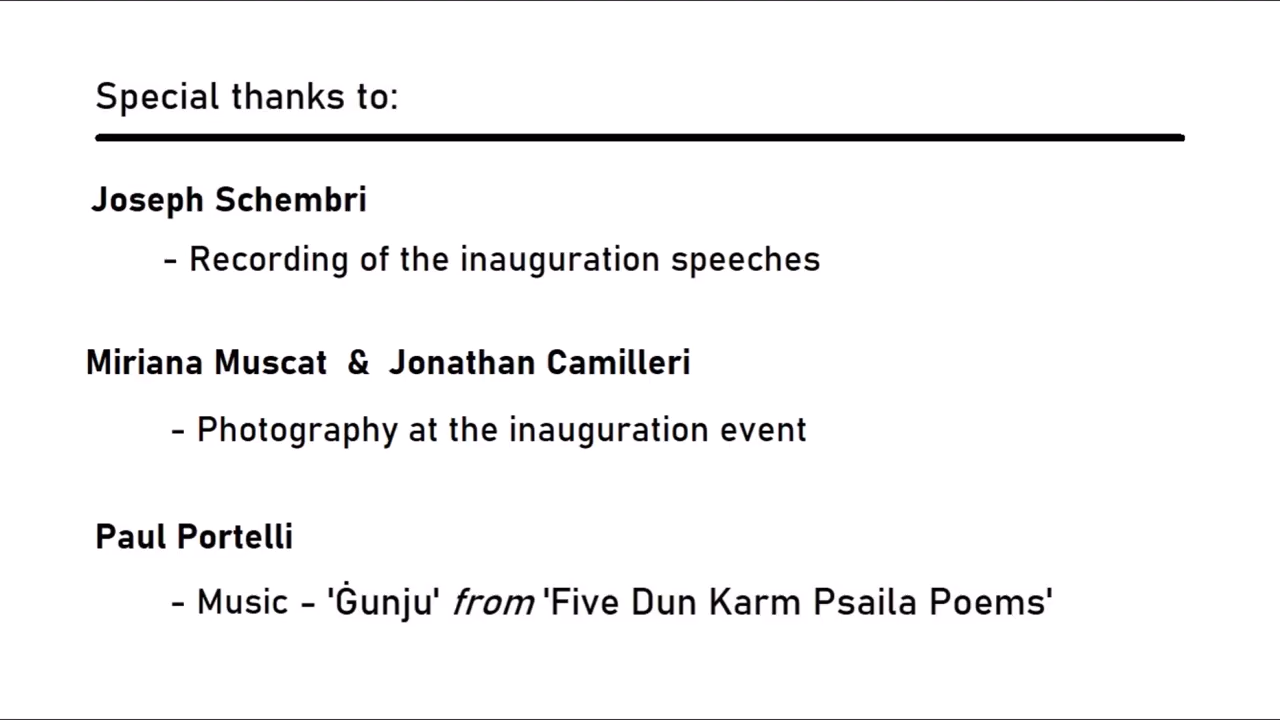 Special thanks to:
Joseph Schembri
- Recording of the inauguration speeches
Miriana Muscat & Jonathan Camilleri
- Photography at the inauguration event
Paul Portelli
- Music - 'Ġunju' from 'Five Dun Karm Psaila Poems'